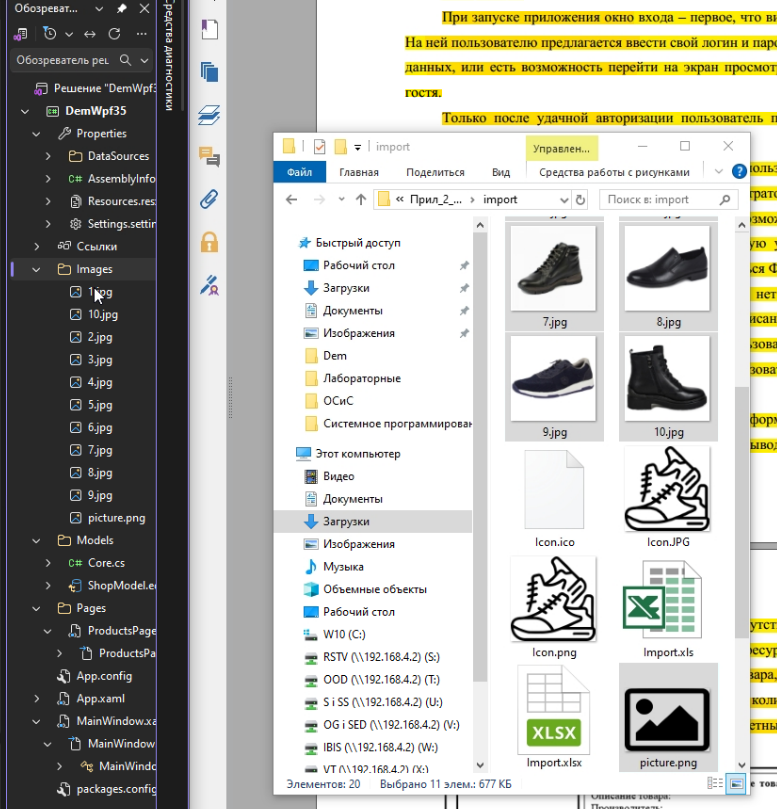 Обозреват...
Обозреватель реш
Решение "DemWpf3
DemWpf35
Properties
DataSources
AssemblyInfo
Resources.res
Settings.settin
Ссылки
Images
1.jpg
10.jpg
2.jpg
3.jpg
4.jpg
5.jpg
6.jpg
7.jpg
8.jpg
9.jpg
picture.png
Models
C# Core.cs
ShopModel.e
Pages
ProductsPage
ProductsPa
App.config
App.xaml
MainWindow.xa
MainWindow
MainWindo
packages.config
Средства диагностики
При запуске приложения окно входа – первое, что ви
На ней пользователю предлагается ввести свой логин и паро
данных, или есть возможность перейти на экран просмот
гостя.
Только после удачной авторизации пользователь п
import
Управлен...
Файл
Главная
Поделиться
Вид
Средства работы с рисунками
« Прил_2_... > import
Поиск в: import
Быстрый доступ
Рабочий стол
Загрузки
Документы
Изображения
Dem
Лабораторные
ОСиС
Системное программирован
Этот компьютер
Видео
Документы
Загрузки
Изображения
Музыка
Объемные объекты
Рабочий стол
W10 (C:)
RSTV (\\192.168.4.2) (S:)
OOD (\\192.168.4.2) (T:)
S i SS (\\192.168.4.2) (U:)
OG i SED (\\192.168.4.2) (V:)
IBIS (\\192.168.4.2) (W:)
VT (\\192.168.4.2) (X:)
7.jpg
8.jpg
9.jpg
10.jpg
Icon.ico
Icon.JPG
Icon.png
Import.xls
XLSX
Import.xlsx
picture.png
Элементов: 20
Выбрано 11 элем.: 677 КБ
Описание товара:
Производитель: